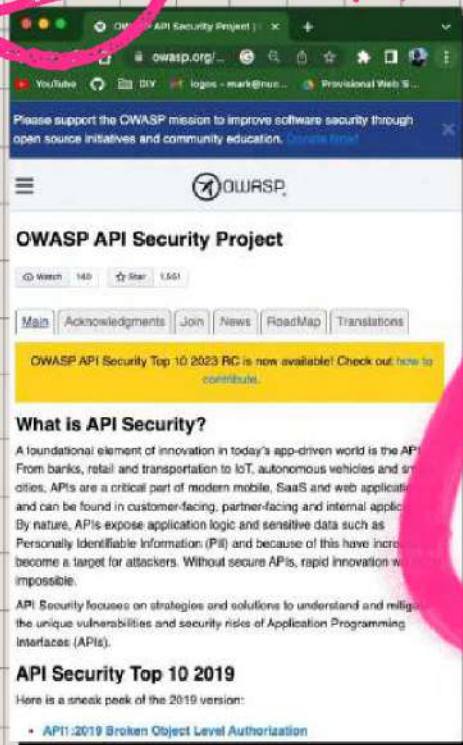 API Security Project
owasp.org/...
YouTube DIY logos - mark@nuc... Provisional Web S...
Please support the OWASP mission to improve software security through
open source initiatives and community education. Donate Now!
OWASP
OWASP API Security Project
Watch 140 Star 1,551
Main Acknowledgments Join News RoadMap Translations
OWASP API Security Top 10 2023 RC is now available! Check out how to
contribute.
What is API Security?
A foundational element of innovation in today's app-driven world is the API
From banks, retail and transportation to IoT, autonomous vehicles and
cities, APIs are a critical part of modern mobile, SaaS and web
and can be found in customer-facing, partner-facing and internal
By nature, APIs expose application logic and sensitive data such as
Personally Identifiable Information (PII) and because of this have
become a target for attackers. Without secure APIs, rapid innovation
impossible.
API Security focuses on strategies and solutions to understand and
the unique vulnerabilities and security risks of Application Programming
Interfaces (APIs).
API Security Top 10 2019
Here is a sneak peek of the 2019 version:
• API1:2019 Broken Object Level Authorization